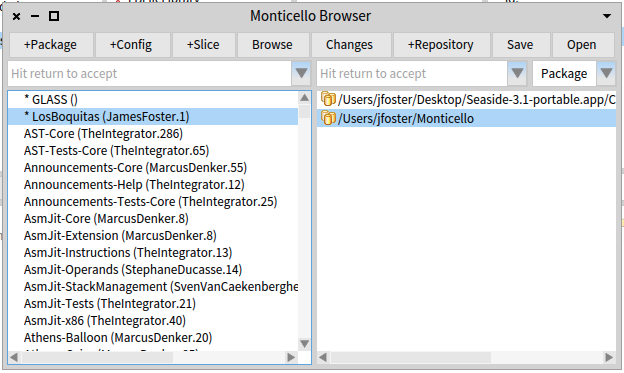 Monticello Browser
+Package +Config +Slice Browse Changes +Repository Save Open
Hit return to accept Hit return to accept Package
* GLASS ()
* LosBoquitas (JamesFoster.1)
AST-Core (TheIntegrator.286)
AST-Tests-Core (TheIntegrator.65)
Announcements-Core (MarcusDenker.55)
Announcements-Help (TheIntegrator.12)
Announcements-Tests-Core (TheIntegrator.25)
AsmJit-Core (MarcusDenker.8)
AsmJit-Extension (MarcusDenker.8)
AsmJit-Instructions (TheIntegrator.13)
AsmJit-Operands (StephaneDucasse.14)
AsmJit-StackManagement (SvenVanCaekenberghe
AsmJit-Tests (TheIntegrator.21)
AsmJit-x86 (TheIntegrator.40)
Athens-Balloon (MarcusDenker.20)
/Users/jfoster/Desktop/Seaside-3.1-portable.app/C
/Users/jfoster/Monticello